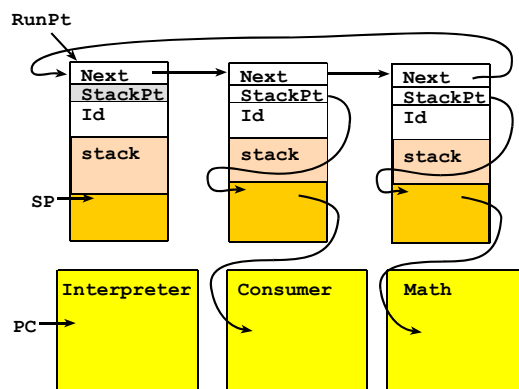 RunPt
Next
StackPt
Id
stack
SP
Next
StackPt
Id
stack
Next
StackPt
Id
stack
Interpreter
PC
Consumer
Math